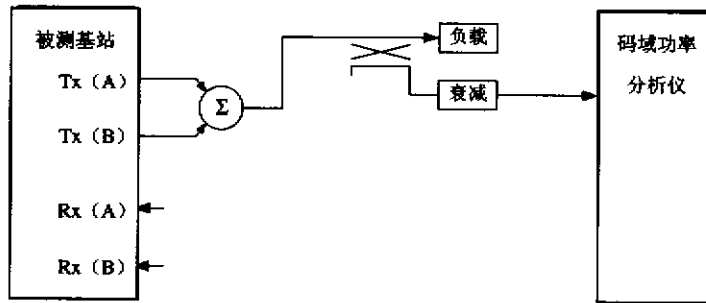 被测基站
Tx（A）
Tx（B）
Rx（A）
Rx（B）
Σ
负载
衰减
码域功率
分析仪